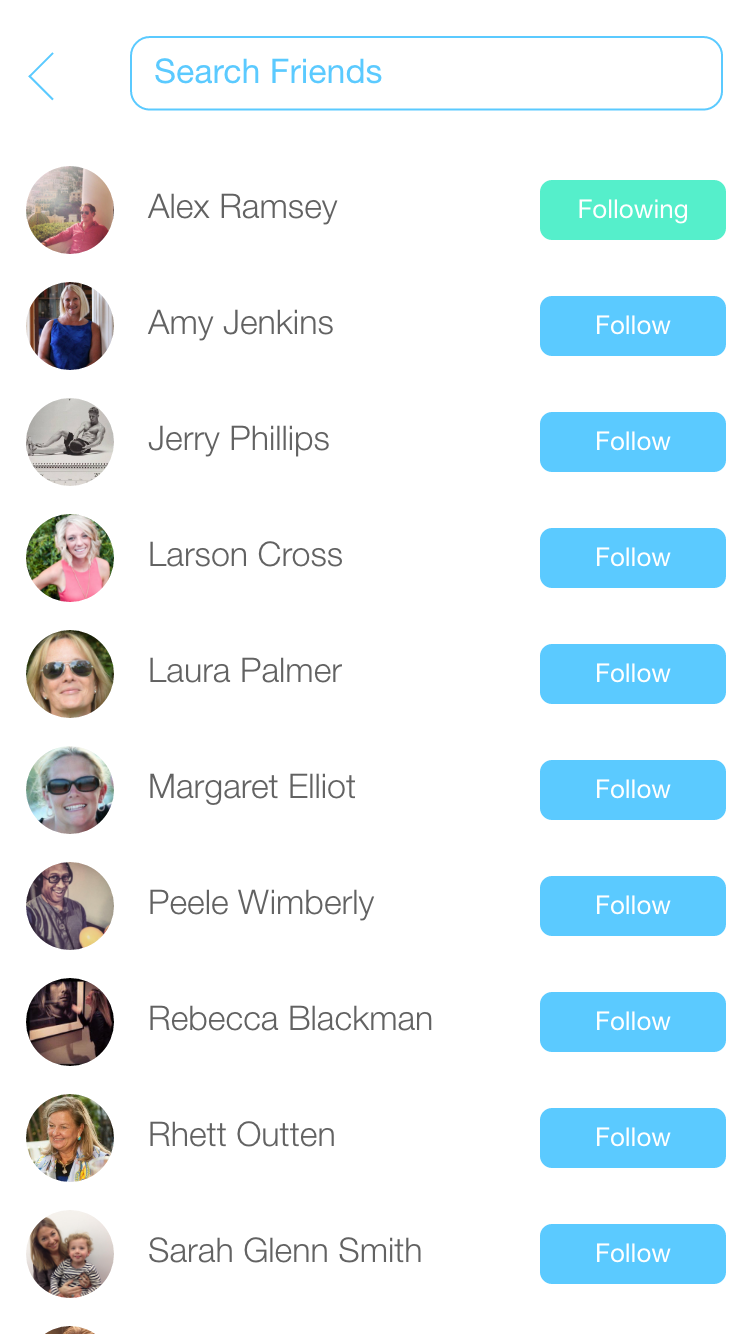 Search Friends
Alex Ramsey
Following
Amy Jenkins
Follow
Jerry Phillips
Follow
Larson Cross
Follow
Laura Palmer
Follow
Margaret Elliot
Follow
Peele Wimberly
Follow
Rebecca Blackman
Follow
Rhett Outten
Follow
Sarah Glenn Smith
Follow